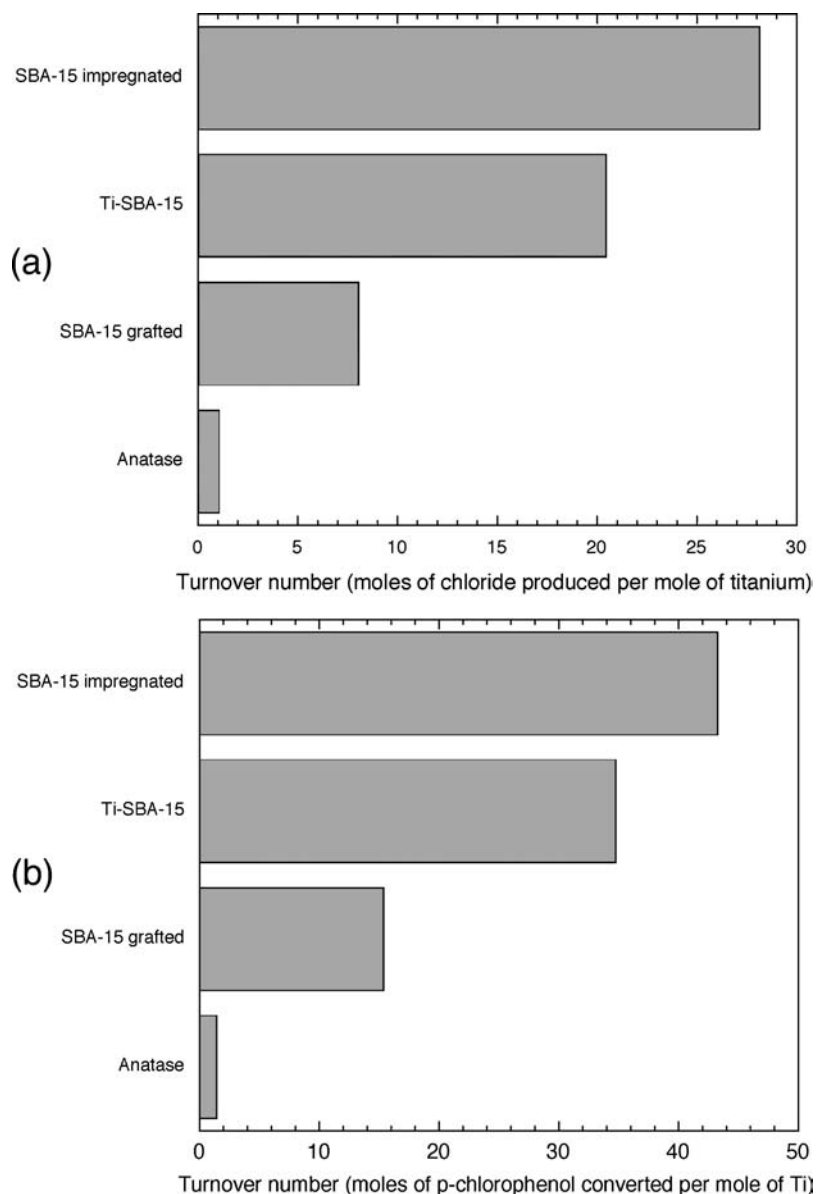 SBA-15 impregnated
Ti-SBA-15
(a)
SBA-15 grafted
Anatase
0 5 10 15 20 25 30
Turnover number (moles of chloride produced per mole of titanium)
SBA-15 impregnated
Ti-SBA-15
(b)
SBA-15 grafted
Anatase
0 10 20 30 40 50
Turnover number (moles of p-chlorophenol converted per mole of Ti)